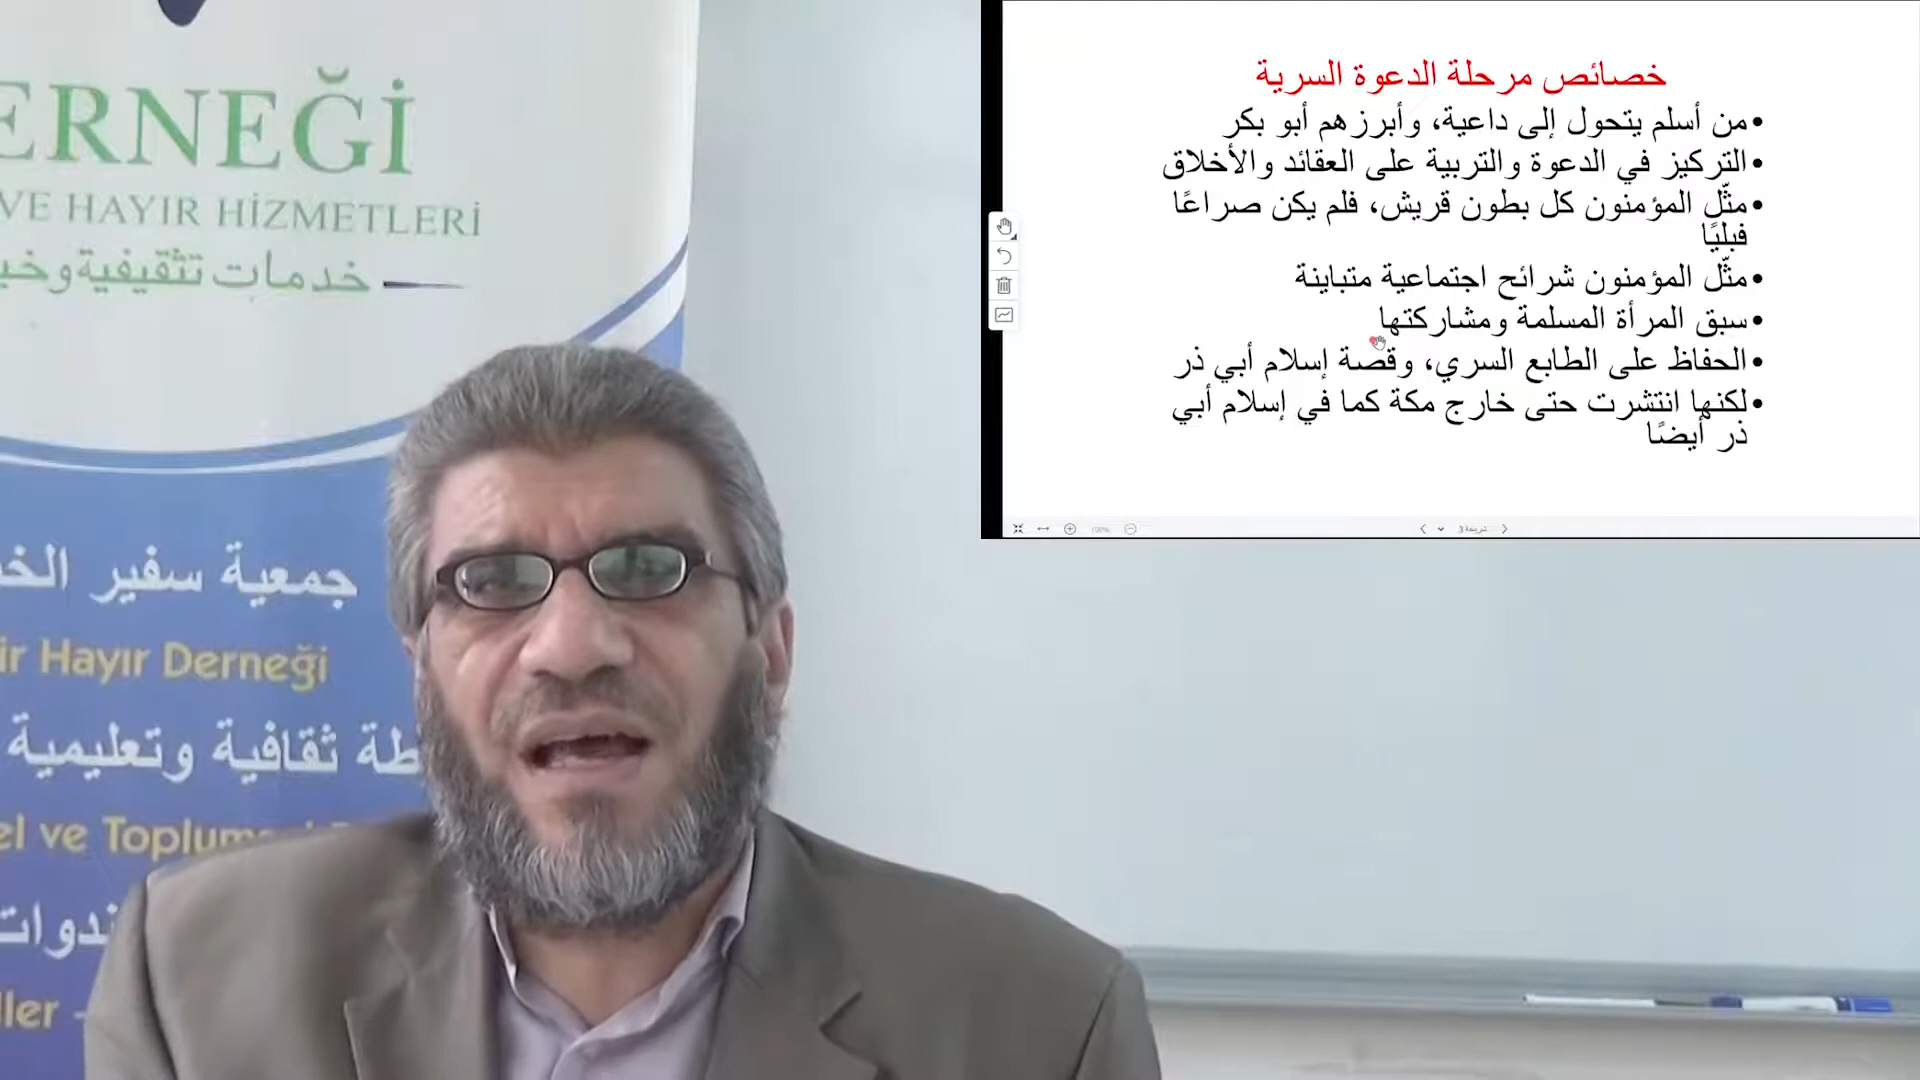 خصائص مرحلة الدعوة السرية
•من أسلم يتحول إلى داعية، وأبرزهم أبو بكر
•التركيز في الدعوة والتربية على العقائد والأخلاق
•مثّل المؤمنون كل بطون قريش، فلم يكن صراعًا
قبليًا
•مثّل المؤمنون شرائح اجتماعية متباينة
•سبق المرأة المسلمة ومشاركتها
•الحفاظ على الطابع السري، وقصة إسلام أبي ذر
•لكنها انتشرت حتى خارج مكة كما في إسلام أبي
ذر أيضًا
100%
شريحة 3
ERNEĞİ
VE HAYIR HİZMETLERİ
خدمات تثقيفية وخي
جمعية سفير الخ
ir Hayır Derneği
طة ثقافية وتعليمية
el ve Toplum
ندوات
ller -